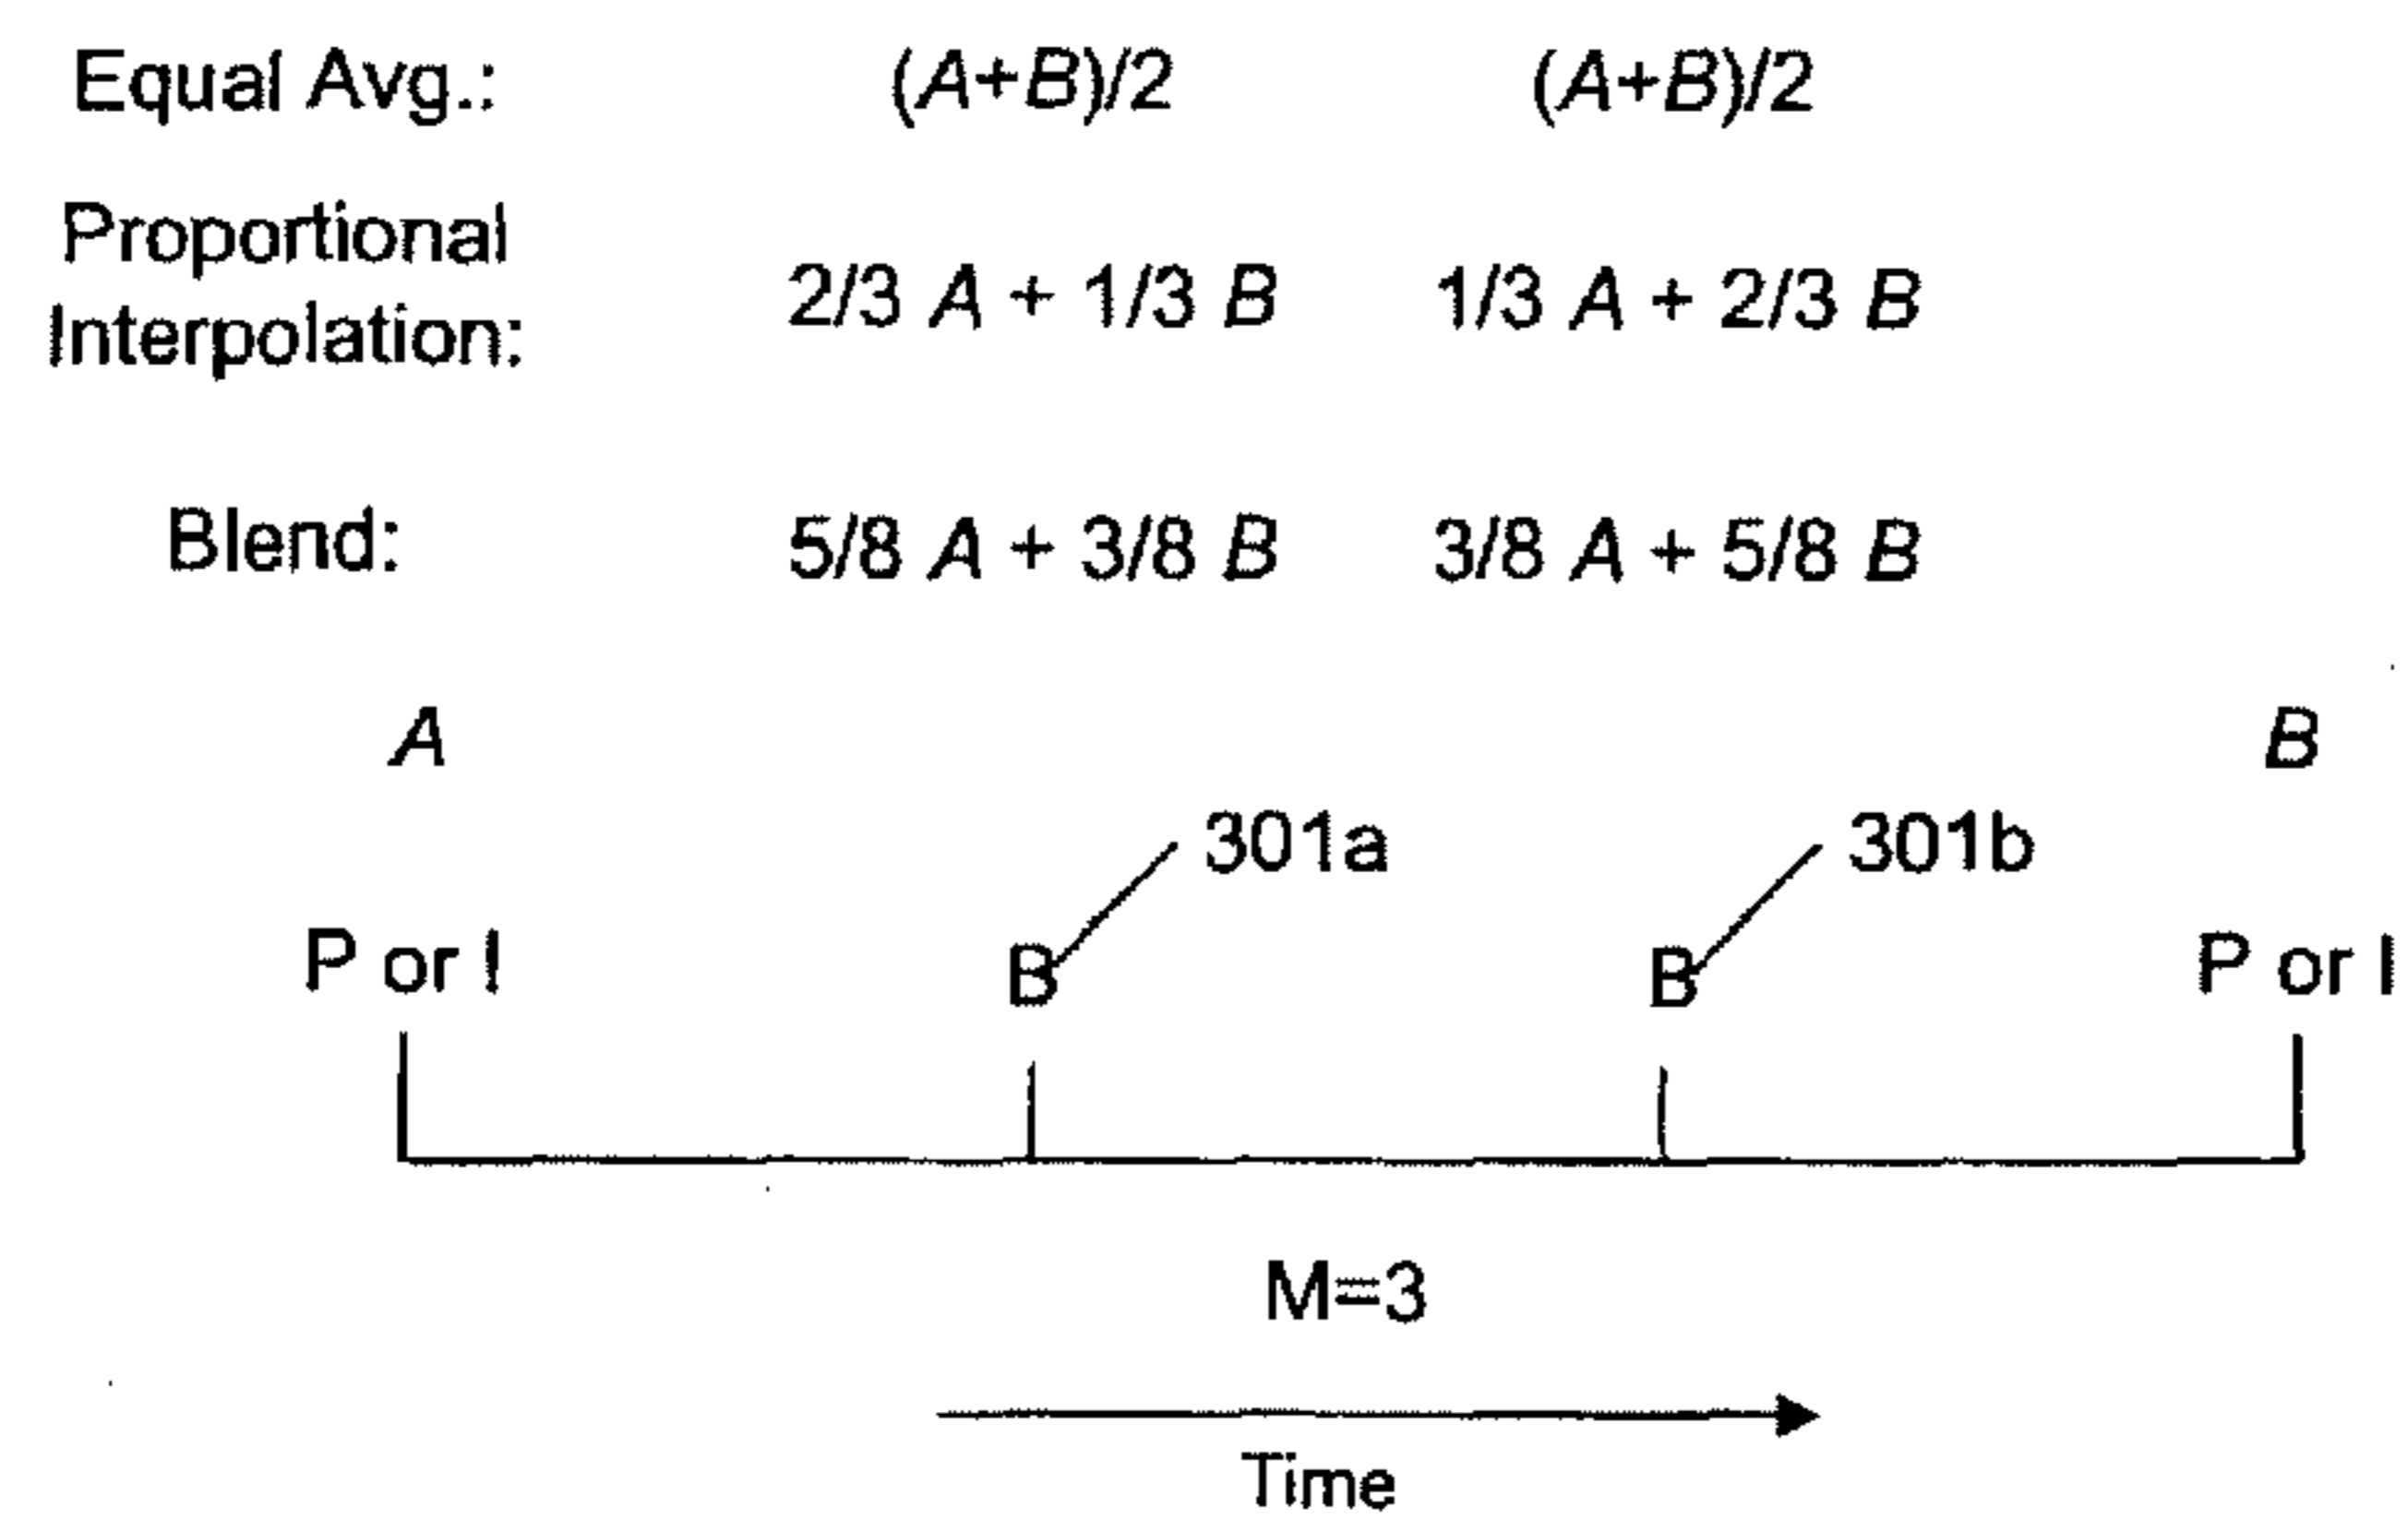 Equal Avg.: (A+B)/2 (A+B)/2
Proportional
Interpolation: 2/3 A + 1/3 B 1/3 A + 2/3 B
Blend: 5/8 A + 3/8 B 3/8 A + 5/8 B
A B
301a 301b
P or I B B P or I
M=3
Time